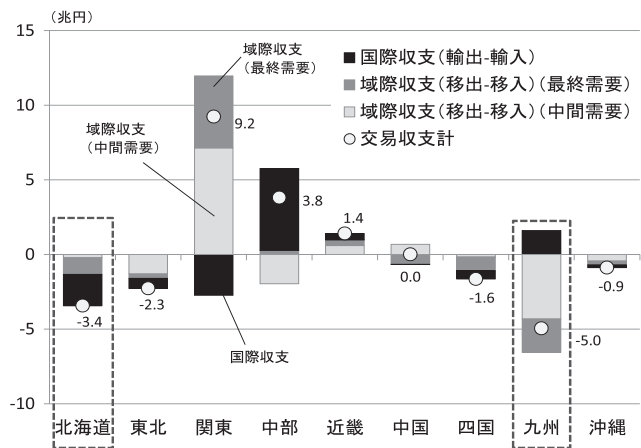 (兆円)
15
10
5
0
-5
-10
国際収支(輸出-輸入)
域際収支(移出-移入)(最終需要)
域際収支(移出-移入)(中間需要)
交易収支計
域際収支
(最終需要)
域際収支
(中間需要)
国際収支
-3.4
-2.3
9.2
3.8
1.4
0.0
-1.6
-5.0
-0.9
北海道 東北 関東 中部 近畿 中国 四国 九州 沖縄